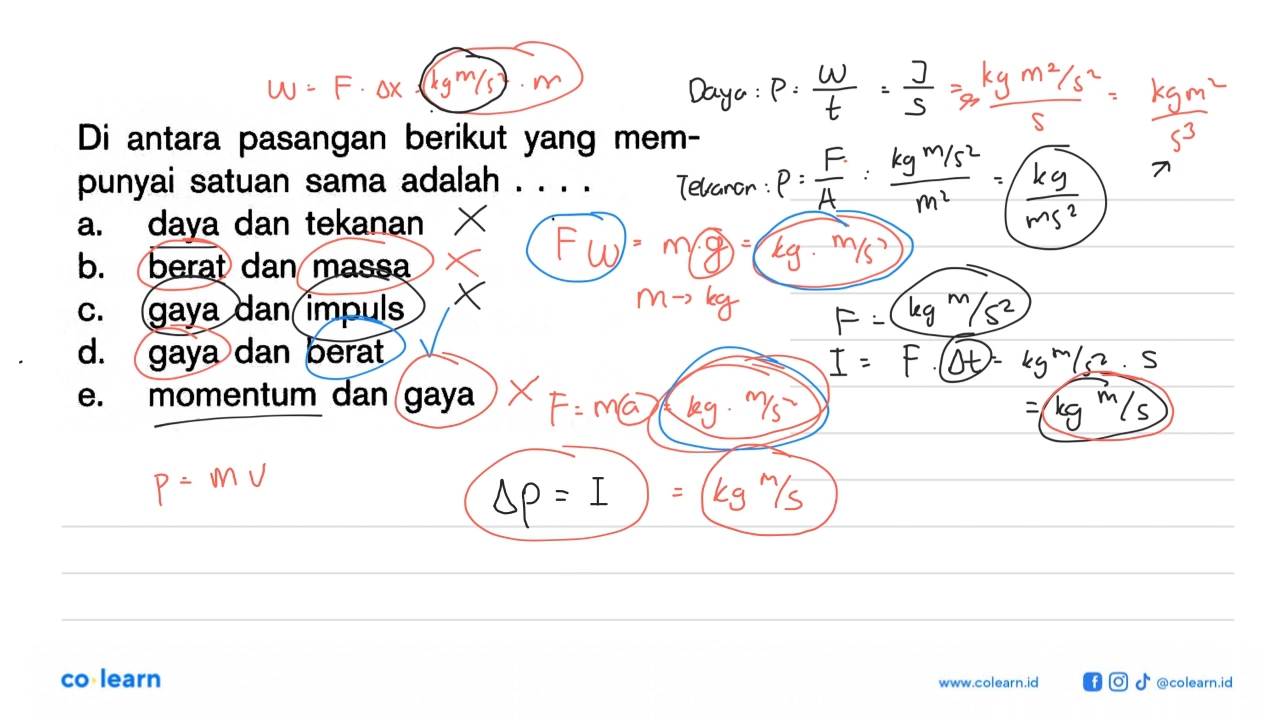 W = F . Δx = kg m/s² . m
Daya : P = W/t = J/s = kg m²/s² / s = kg m² / s³
Di antara pasangan berikut yang mem-
punyai satuan sama adalah . . . .
Tekanan : P = F/A = kg m/s² / m² = kg / ms²
a. daya dan tekanan X
b. berat dan massa X
c. gaya dan impuls X
d. gaya dan berat ✓
e. momentum dan gaya X
Fw = m.g = kg . m/s²
m → kg
F = kg m/s²
I = F . Δt = kg m/s² . s
= kg m/s
F = m a = kg . m/s²
p = m v
Δp = I = kg m/s
co learn
www.colearn.id
@colearn.id